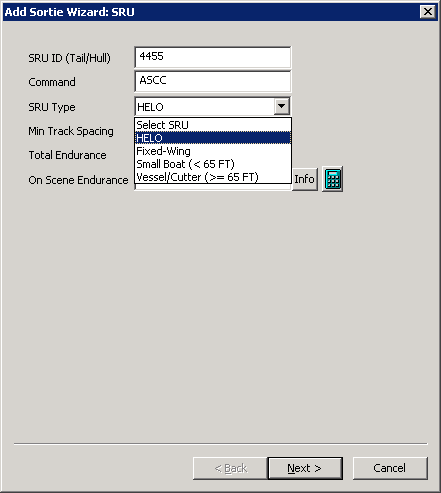 Add Sortie Wizard: SRU
SRU ID (Tail/Hull) 4455
Command ASCC
SRU Type HELO
Min Track Spacing
Total Endurance
On Scene Endurance
Select SRU
HELO
Fixed-Wing
Small Boat (< 65 FT)
Vessel/Cutter (>= 65 FT)
Info
< Back Next > Cancel